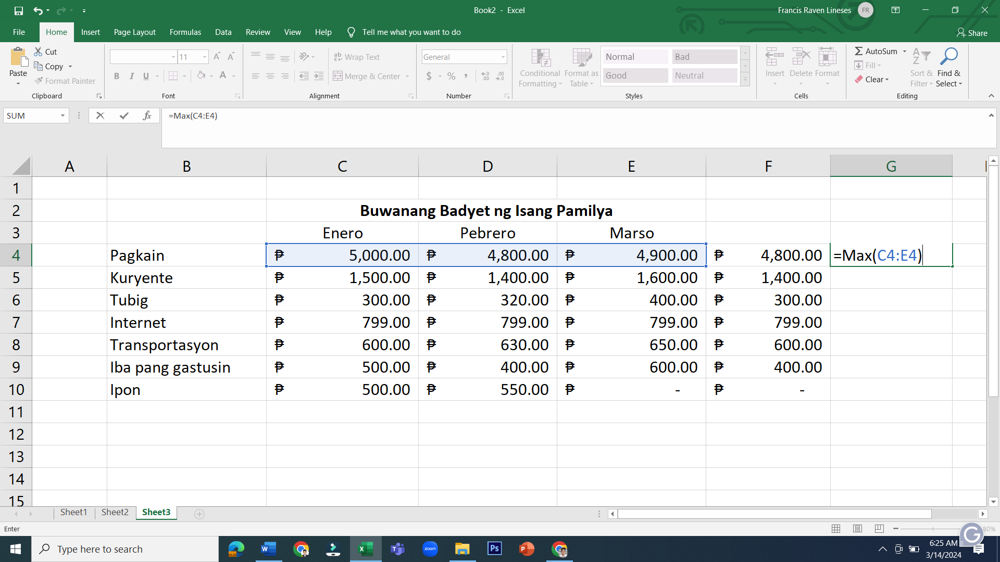 Book2 - Excel
Francis Raven Lineses FR
File Home Insert Page Layout Formulas Data Review View Help Tell me what you want to do Share
Paste Cut Copy Format Painter Clipboard
11 B I U A Font
ab Wrap Text Merge & Center Alignment
General $ % , Number
Conditional Formatting Format as Table Normal Bad Good Neutral Styles
Insert Delete Format Cells
AutoSum Fill Clear Sort & Filter Find & Select Editing
SUM fx =Max(C4:E4)
A B C D E F G
1
2 Buwanang Badyet ng Isang Pamilya
3 Enero Pebrero Marso
4 Pagkain ₱ 5,000.00 ₱ 4,800.00 ₱ 4,900.00 ₱ 4,800.00 =Max(C4:E4)
5 Kuryente ₱ 1,500.00 ₱ 1,400.00 ₱ 1,600.00 ₱ 1,400.00
6 Tubig ₱ 300.00 ₱ 320.00 ₱ 400.00 ₱ 300.00
7 Internet ₱ 799.00 ₱ 799.00 ₱ 799.00 ₱ 799.00
8 Transportasyon ₱ 600.00 ₱ 630.00 ₱ 650.00 ₱ 600.00
9 Iba pang gastusin ₱ 500.00 ₱ 400.00 ₱ 600.00 ₱ 400.00
10 Ipon ₱ 500.00 ₱ 550.00 ₱ - ₱ -
11
12
13
14
15
Sheet1 Sheet2 Sheet3
Enter
Type here to search
zoom Ps
6:25 AM
3/14/2024